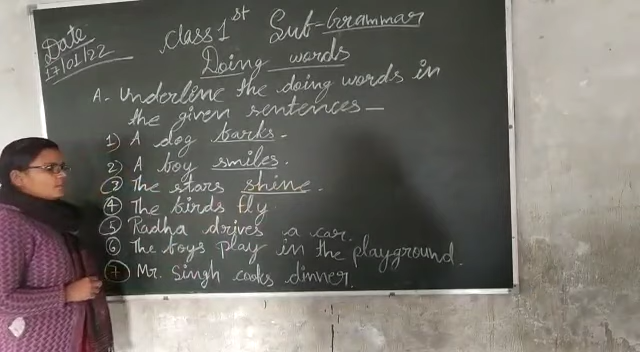 Date
17/01/22
Class 1st Sub-Grammar
Doing words
A- Underline the doing words in
the given sentences—
1) A dog barks.
2) A boy smiles.
3 The stars shine.
4 The birds fly
5 Radha drives a car.
6 The boys play in the playground.
7 Mr. Singh cooks dinner.